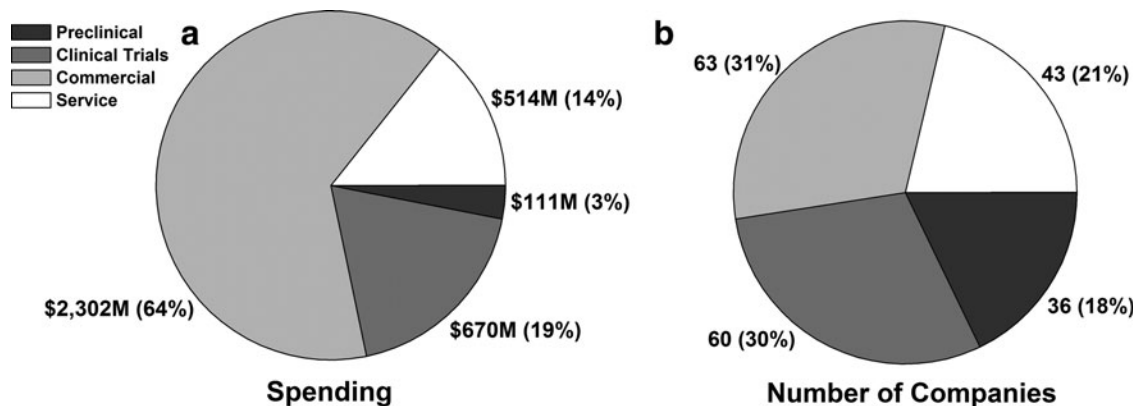 Preclinical
Clinical Trials
Commercial
Service
a
$514M (14%)
$111M (3%)
$670M (19%)
$2,302M (64%)
Spending
b
63 (31%)
43 (21%)
36 (18%)
60 (30%)
Number of Companies